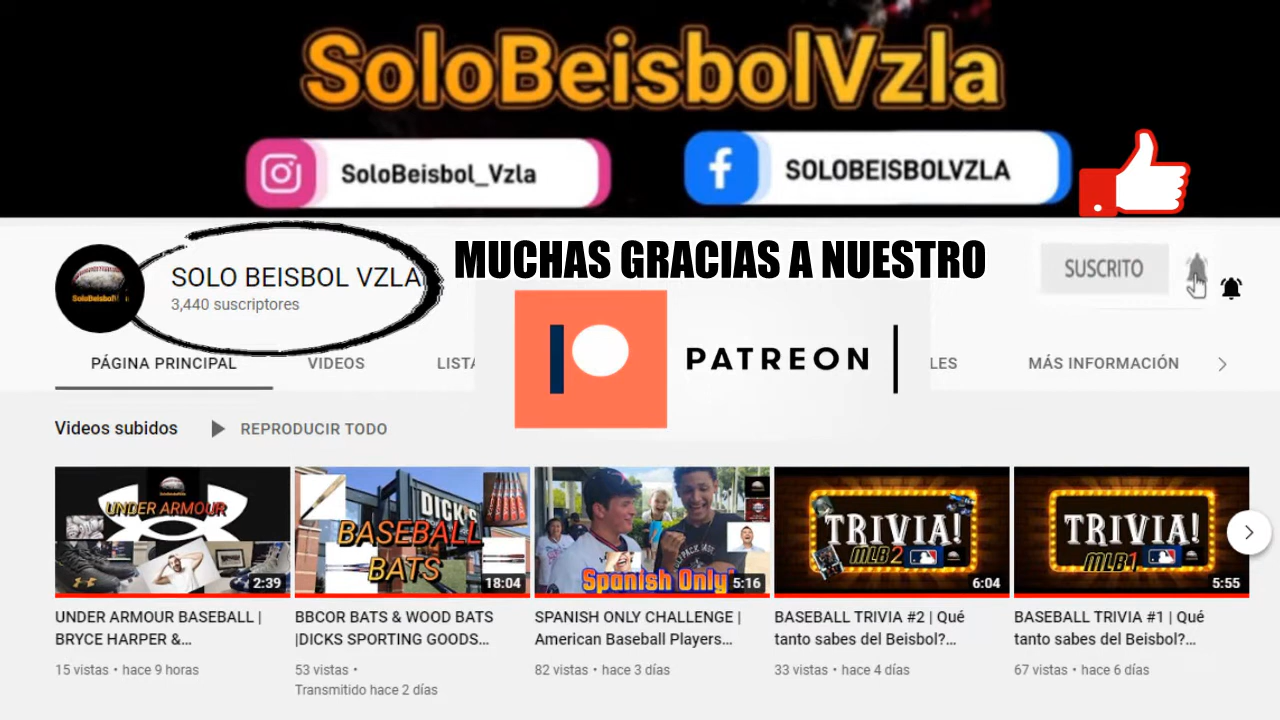 SoloBeisbolVzla
SoloBeisbol_Vzla
SOLOBEISBOLVZLA
SOLO BEISBOL VZLA
3,440 suscriptores
MUCHAS GRACIAS A NUESTRO
PATREON
SUSCRITO
PÁGINA PRINCIPAL
VIDEOS
LISTA
LES
MÁS INFORMACIÓN
Videos subidos
REPRODUCIR TODO
UNDER ARMOUR
2:39
DICK'S
BASEBALL
BATS
18:04
Spanish Only
5:16
TRIVIA!
MLB 2
6:04
TRIVIA!
MLB 1
5:55
UNDER ARMOUR BASEBALL |
BRYCE HARPER &...
15 vistas • hace 9 horas
BBCOR BATS & WOOD BATS
|DICKS SPORTING GOODS...
53 vistas •
Transmitido hace 2 días
SPANISH ONLY CHALLENGE |
American Baseball Players...
82 vistas • hace 3 días
BASEBALL TRIVIA #2 | Qué
tanto sabes del Beisbol?...
33 vistas • hace 4 días
BASEBALL TRIVIA #1 | Qué
tanto sabes del Beisbol?...
67 vistas • hace 6 días